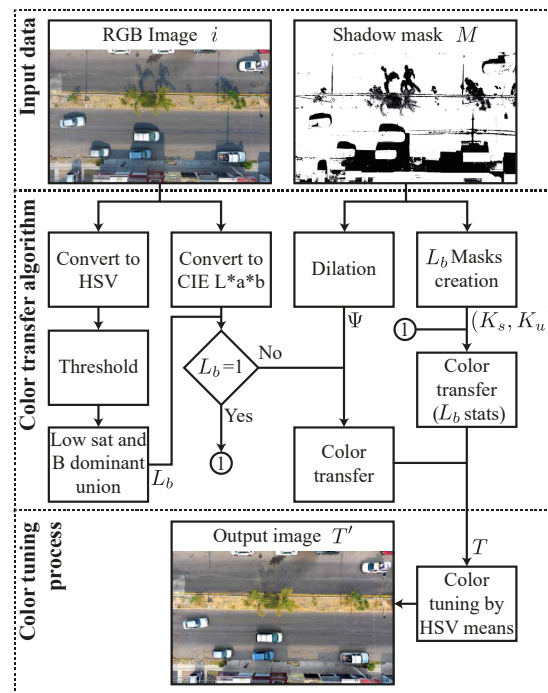 Input data
RGB Image i
Shadow mask M
Color transfer algorithm
Convert to
HSV
Convert to
CIE L*a*b
Dilation
L_b Masks
creation
Ψ
(K_s, K_u)
1
Threshold
L_b=1
No
Yes
Color
transfer
(L_b stats)
Low sat and
B dominant
union
L_b
1
Color
transfer
Color tuning
process
Output image T′
T
Color
tuning by
HSV means